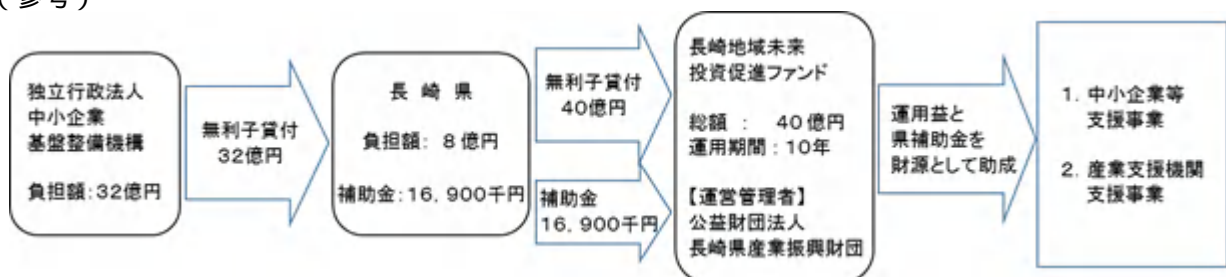 （参考）
独立行政法人
中小企業
基盤整備機構
負担額：32億円
無利子貸付
32億円
長崎県
負担額：８億円
補助金：１６，９００千円
無利子貸付
40億円
補助金
１６，９００千円
長崎地域未来
投資促進ファンド
総額 ： 40億円
運用期間：10年
【運営管理者】
公益財団法人
長崎県産業振興財団
運用益と
県補助金を
財源として助成
1. 中小企業等
支援事業
2. 産業支援機関
支援事業